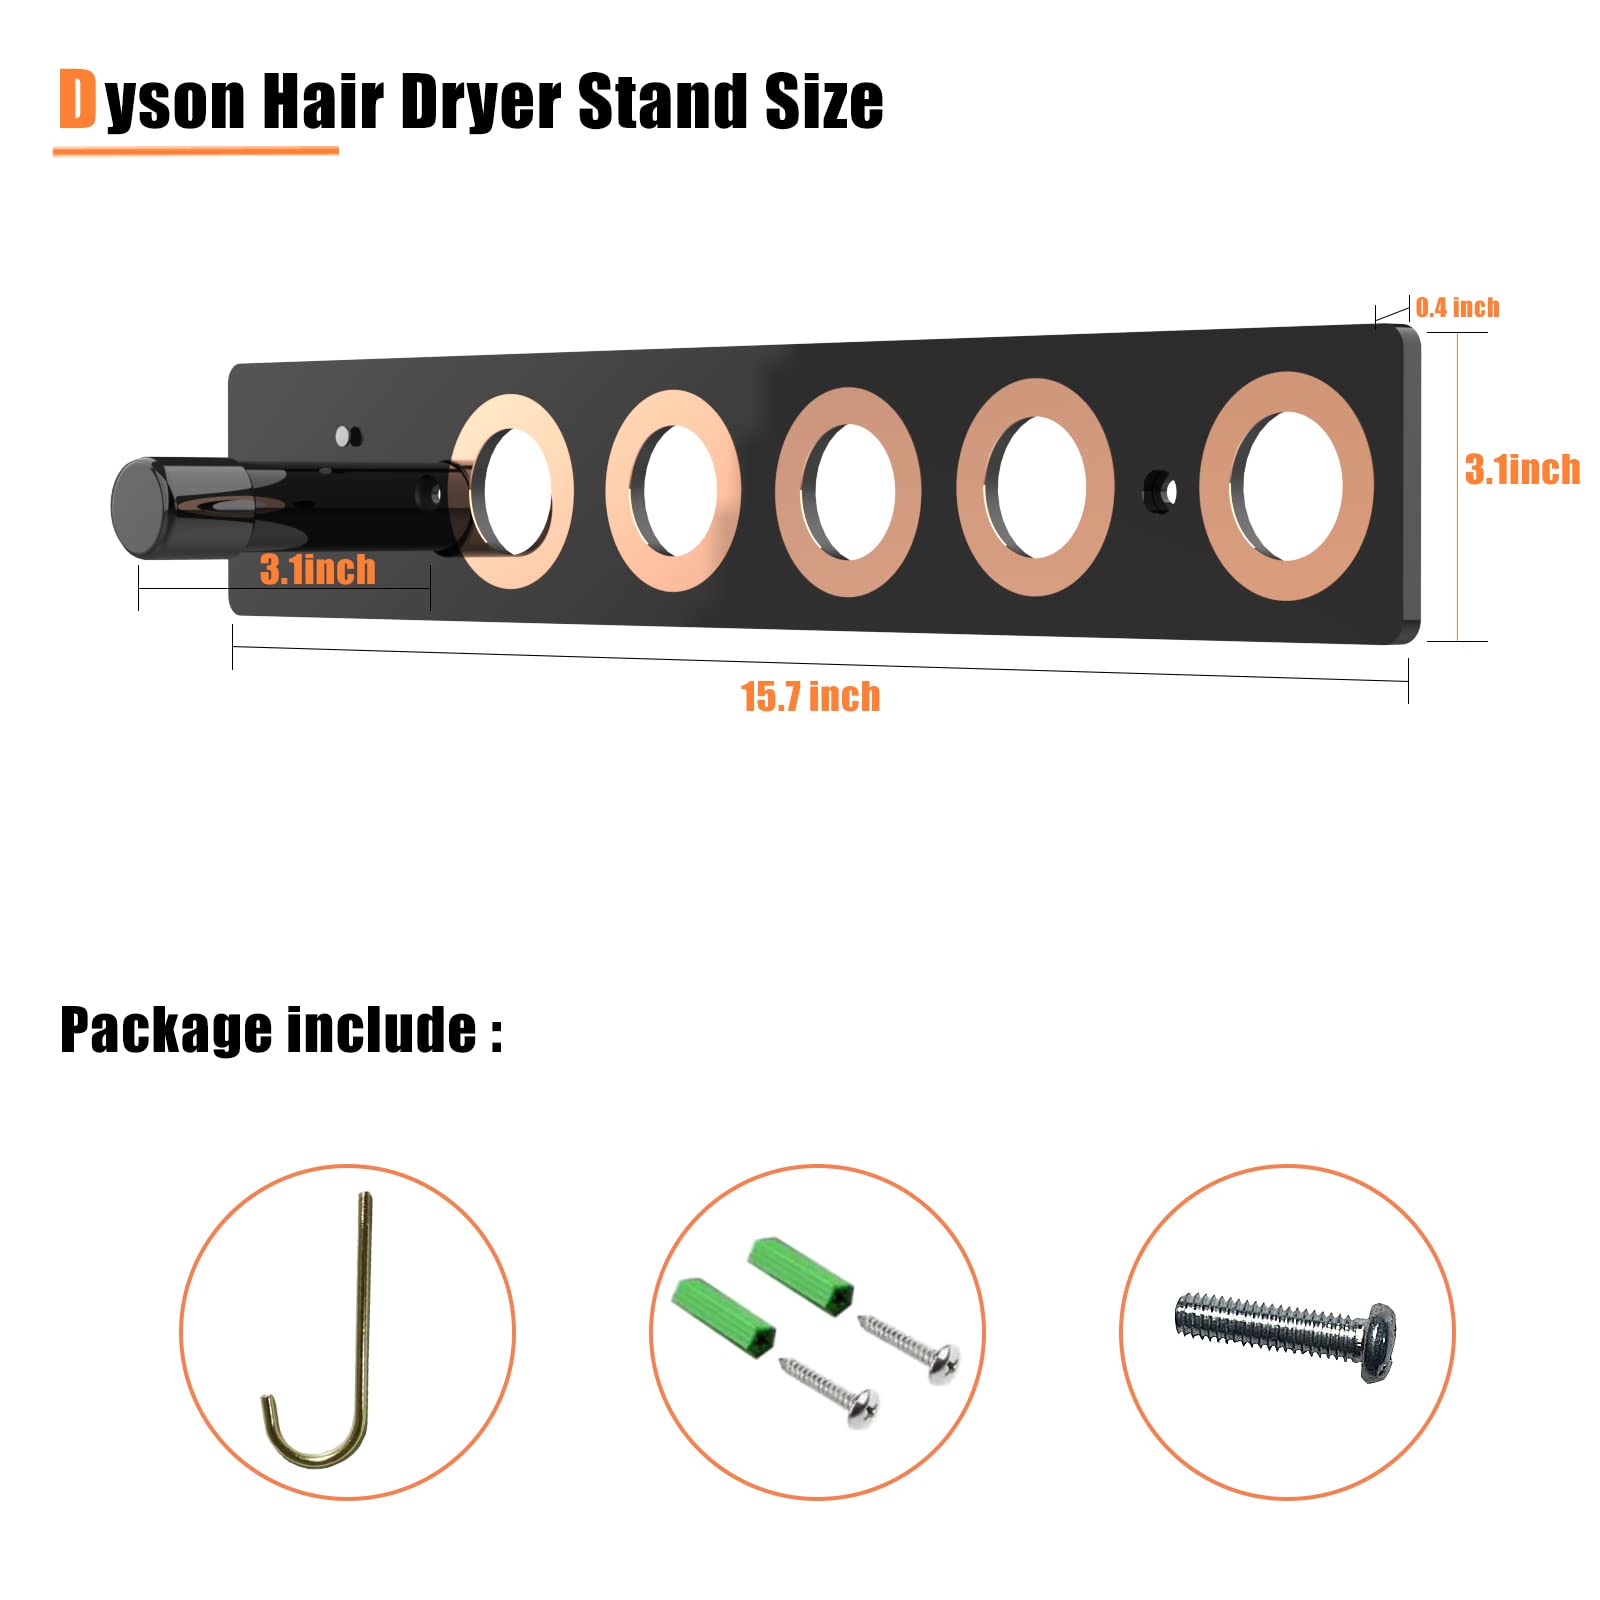 Dyson Hair Dryer Stand Size
0.4 inch
3.1inch
3.1inch
15.7 inch
Package include :